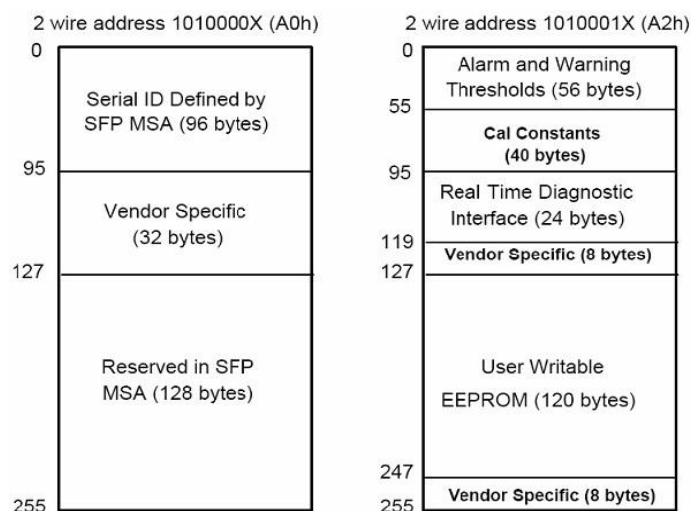 2 wire address 1010000X (A0h)
0
Serial ID Defined by
SFP MSA (96 bytes)
95
Vendor Specific
(32 bytes)
127
Reserved in SFP
MSA (128 bytes)
255
2 wire address 1010001X (A2h)
0
Alarm and Warning
Thresholds (56 bytes)
55
Cal Constants
(40 bytes)
95
Real Time Diagnostic
Interface (24 bytes)
119
Vendor Specific (8 bytes)
127
User Writable
EEPROM (120 bytes)
247
Vendor Specific (8 bytes)
255